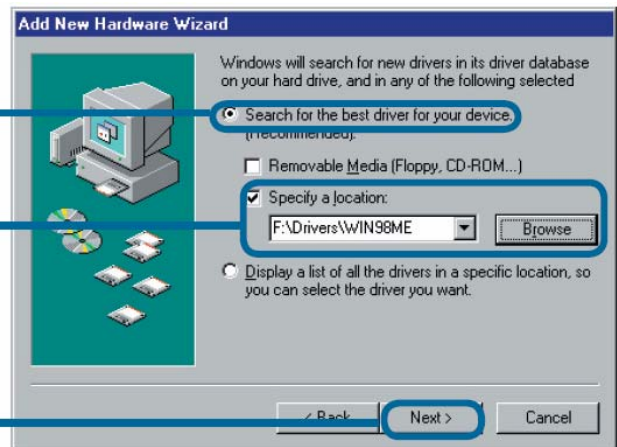 Add New Hardware Wizard
Windows will search for new drivers in its driver database
on your hard drive, and in any of the following selected
Search for the best driver for your device.
(Recommended).
Removable Media (Floppy, CD-ROM...)
Specify a location:
F:\Drivers\WIN98ME
Browse
Display a list of all the drivers in a specific location, so
you can select the driver you want.
< Back
Next >
Cancel